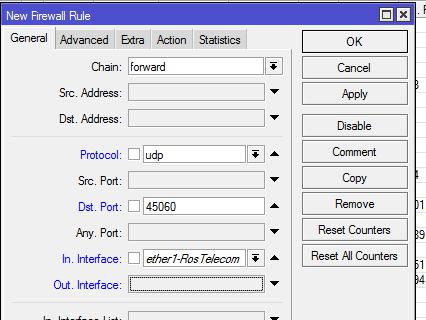 New Firewall Rule
General Advanced Extra Action Statistics
Chain: forward
Src. Address:
Dst. Address:
Protocol: udp
Src. Port:
Dst. Port: 45060
Any. Port:
In. Interface: ether1-RosTelecom
Out. Interface:
In. Interface List:
OK
Cancel
Apply
Disable
Comment
Copy
Remove
Reset Counters
Reset All Counters